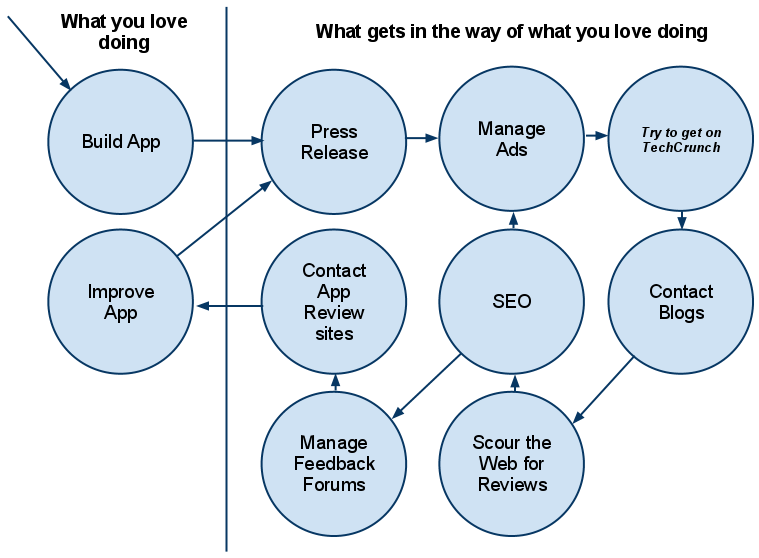 What you love
doing
What gets in the way of what you love doing
Build App
Press
Release
Manage
Ads
Try to get on
TechCrunch
Improve
App
Contact
App
Review
sites
SEO
Contact
Blogs
Manage
Feedback
Forums
Scour the
Web for
Reviews